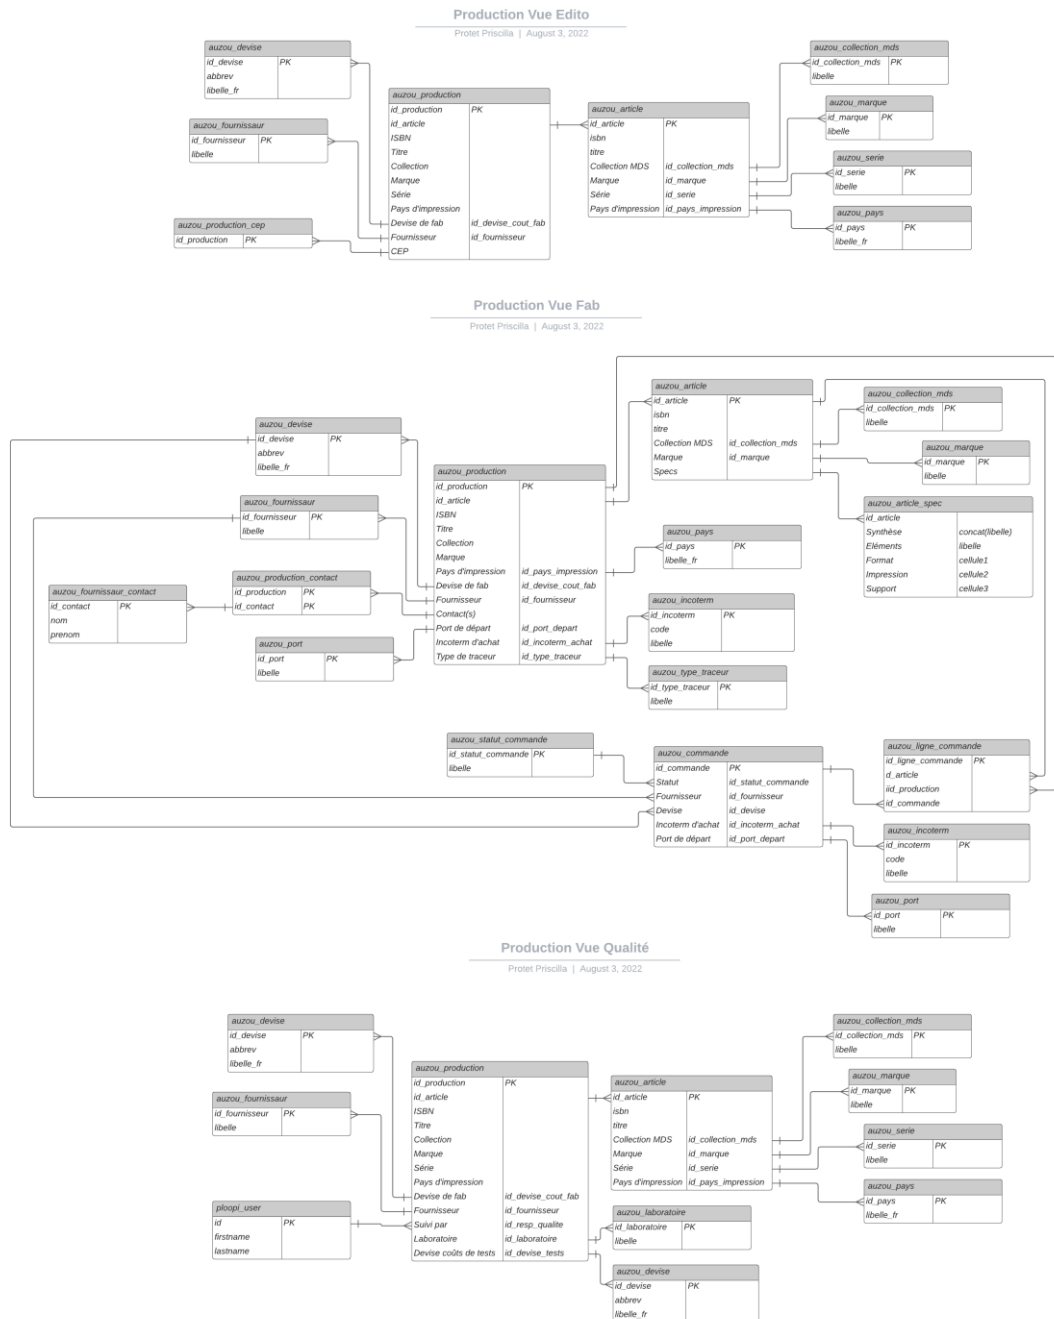 Production Vue Edito
Protet Priscilla | August 3, 2022
auzou_devise
id_devise PK
abbrev
libelle_fr
auzou_fournissaur
id_fournisseur PK
libelle
auzou_production_cep
id_production PK
auzou_production
id_production PK
id_article
ISBN
Titre
Collection
Marque
Série
Pays d'impression
Devise de fab id_devise_cout_fab
Fournisseur id_fournisseur
CEP
auzou_article
id_article PK
isbn
titre
Collection MDS id_collection_mds
Marque id_marque
Série id_serie
Pays d'impression id_pays_impression
auzou_collection_mds
id_collection_mds PK
libelle
auzou_marque
id_marque PK
libelle
auzou_serie
id_serie PK
libelle
auzou_pays
id_pays PK
libelle_fr
Production Vue Fab
Protet Priscilla | August 3, 2022
auzou_devise
id_devise PK
abbrev
libelle_fr
auzou_fournissaur
id_fournisseur PK
libelle
auzou_fournissaur_contact
id_contact PK
nom
prenom
auzou_production_contact
id_production PK
id_contact PK
auzou_port
id_port PK
libelle
auzou_production
id_production PK
id_article
ISBN
Titre
Collection
Marque
Pays d'impression id_pays_impression
Devise de fab id_devise_cout_fab
Fournisseur id_fournisseur
Contact(s)
Port de départ id_port_depart
Incoterm d'achat id_incoterm_achat
Type de traceur id_type_traceur
auzou_article
id_article PK
isbn
titre
Collection MDS id_collection_mds
Marque id_marque
Specs
auzou_collection_mds
id_collection_mds PK
libelle
auzou_marque
id_marque PK
libelle
auzou_article_spec
id_article
Synthèse concat(libelle)
Eléments libelle
Format cellule1
Impression cellule2
Support cellule3
auzou_pays
id_pays PK
libelle_fr
auzou_incoterm
id_incoterm PK
code
libelle
auzou_type_traceur
id_type_traceur PK
libelle
auzou_statut_commande
id_statut_commande PK
libelle
auzou_commande
id_commande PK
Statut id_statut_commande
Fournisseur id_fournisseur
Devise id_devise
Incoterm d'achat id_incoterm_achat
Port de départ id_port_depart
auzou_ligne_commande
id_ligne_commande PK
d_article
iid_production
id_commande
auzou_incoterm
id_incoterm PK
code
libelle
auzou_port
id_port PK
libelle
Production Vue Qualité
Protet Priscilla | August 3, 2022
auzou_devise
id_devise PK
abbrev
libelle_fr
auzou_fournissaur
id_fournisseur PK
libelle
ploopi_user
id PK
firstname
lastname
auzou_production
id_production PK
id_article
ISBN
Titre
Collection
Marque
Série
Pays d'impression
Devise de fab id_devise_cout_fab
Fournisseur id_fournisseur
Suivi par id_resp_qualite
Laboratoire id_laboratoire
Devise coûts de tests id_devise_tests
auzou_article
id_article PK
isbn
titre
Collection MDS id_collection_mds
Marque id_marque
Série id_serie
Pays d'impression id_pays_impression
auzou_laboratoire
id_laboratoire PK
libelle
auzou_devise
id_devise PK
abbrev
libelle_fr
auzou_collection_mds
id_collection_mds PK
libelle
auzou_marque
id_marque PK
libelle
auzou_serie
id_serie PK
libelle
auzou_pays
id_pays PK
libelle_fr